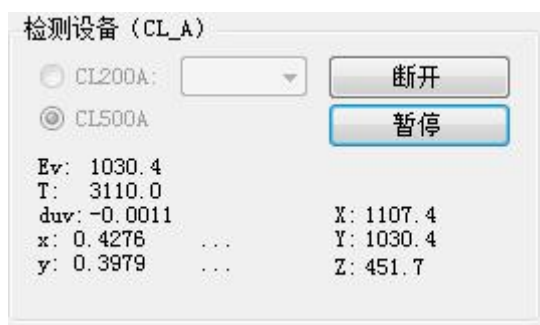 检测设备（CL_A）
CL200A:
断开
CL500A
暂停
Ev: 1030.4
T: 3110.0
duv: -0.0011
X: 1107.4
x: 0.4276 ...
Y: 1030.4
y: 0.3979 ...
Z: 451.7